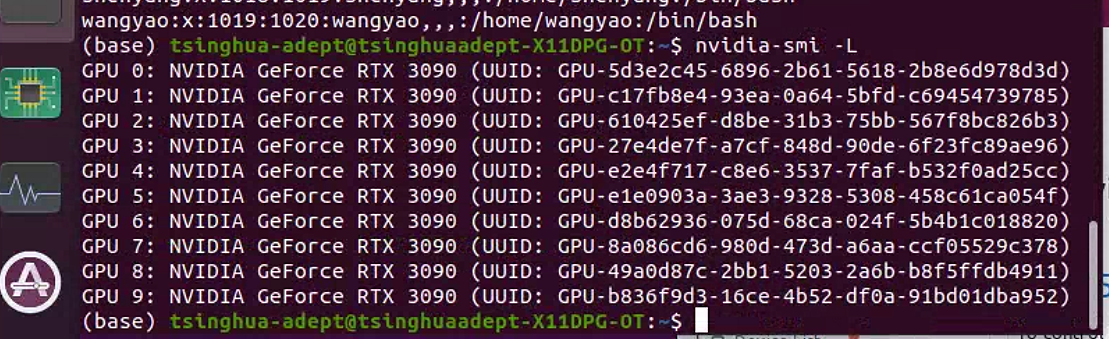 wangyao:x:1019:1020:wangyao,,,:/home/wangyao:/bin/bash
(base) tsinghua-adept@tsinghuaadept-X11DPG-OT:~$ nvidia-smi -L
GPU 0: NVIDIA GeForce RTX 3090 (UUID: GPU-5d3e2c45-6896-2b61-5618-2b8e6d978d3d)
GPU 1: NVIDIA GeForce RTX 3090 (UUID: GPU-c17fb8e4-93ea-0a64-5bfd-c69454739785)
GPU 2: NVIDIA GeForce RTX 3090 (UUID: GPU-610425ef-d8be-31b3-75bb-567f8bc826b3)
GPU 3: NVIDIA GeForce RTX 3090 (UUID: GPU-27e4de7f-a7cf-848d-90de-6f23fc89ae96)
GPU 4: NVIDIA GeForce RTX 3090 (UUID: GPU-e2e4f717-c8e6-3537-7faf-b532f0ad25cc)
GPU 5: NVIDIA GeForce RTX 3090 (UUID: GPU-e1e0903a-3ae3-9328-5308-458c61ca054f)
GPU 6: NVIDIA GeForce RTX 3090 (UUID: GPU-d8b62936-075d-68ca-024f-5b4b1c018820)
GPU 7: NVIDIA GeForce RTX 3090 (UUID: GPU-8a086cd6-980d-473d-a6aa-ccf05529c378)
GPU 8: NVIDIA GeForce RTX 3090 (UUID: GPU-49a0d87c-2bb1-5203-2a6b-b8f5ffdb4911)
GPU 9: NVIDIA GeForce RTX 3090 (UUID: GPU-b836f9d3-16ce-4b52-df0a-91bd01dba952)
(base) tsinghua-adept@tsinghuaadept-X11DPG-OT:~$